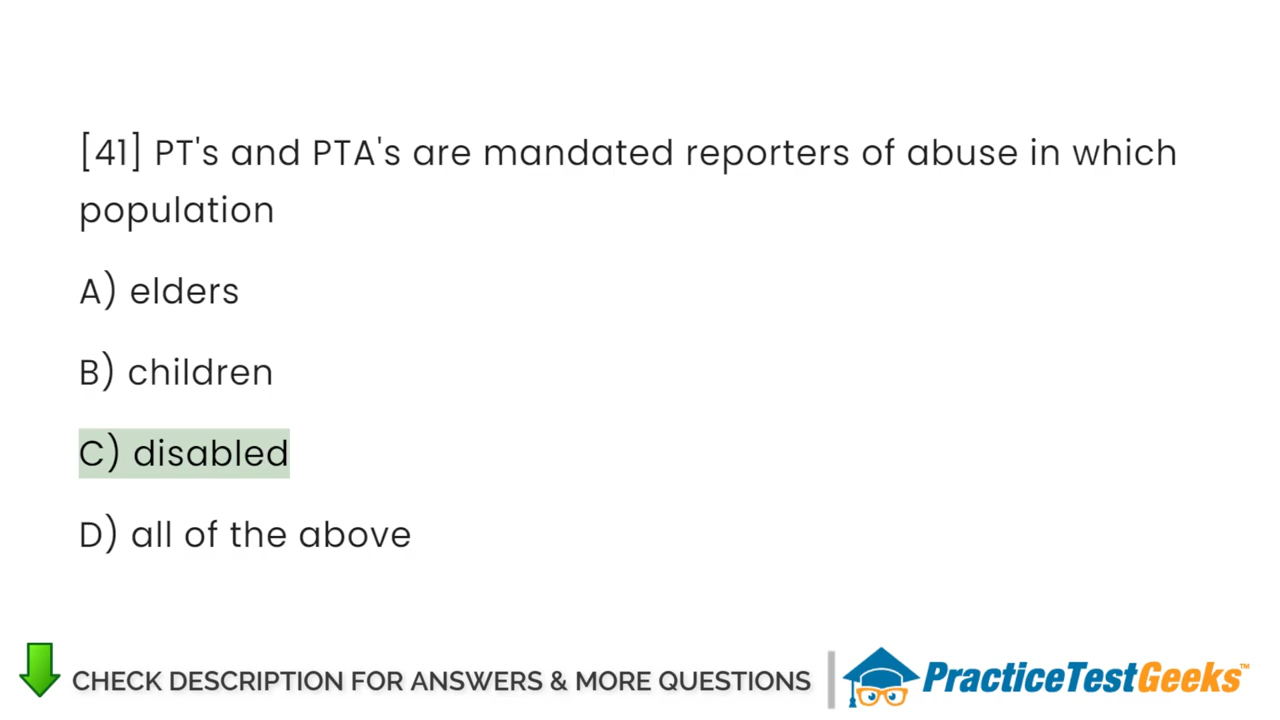 [41] PT's and PTA's are mandated reporters of abuse in which
population
A) elders
B) children
C) disabled
D) all of the above
CHECK DESCRIPTION FOR ANSWERS & MORE QUESTIONS
PracticeTestGeeks™